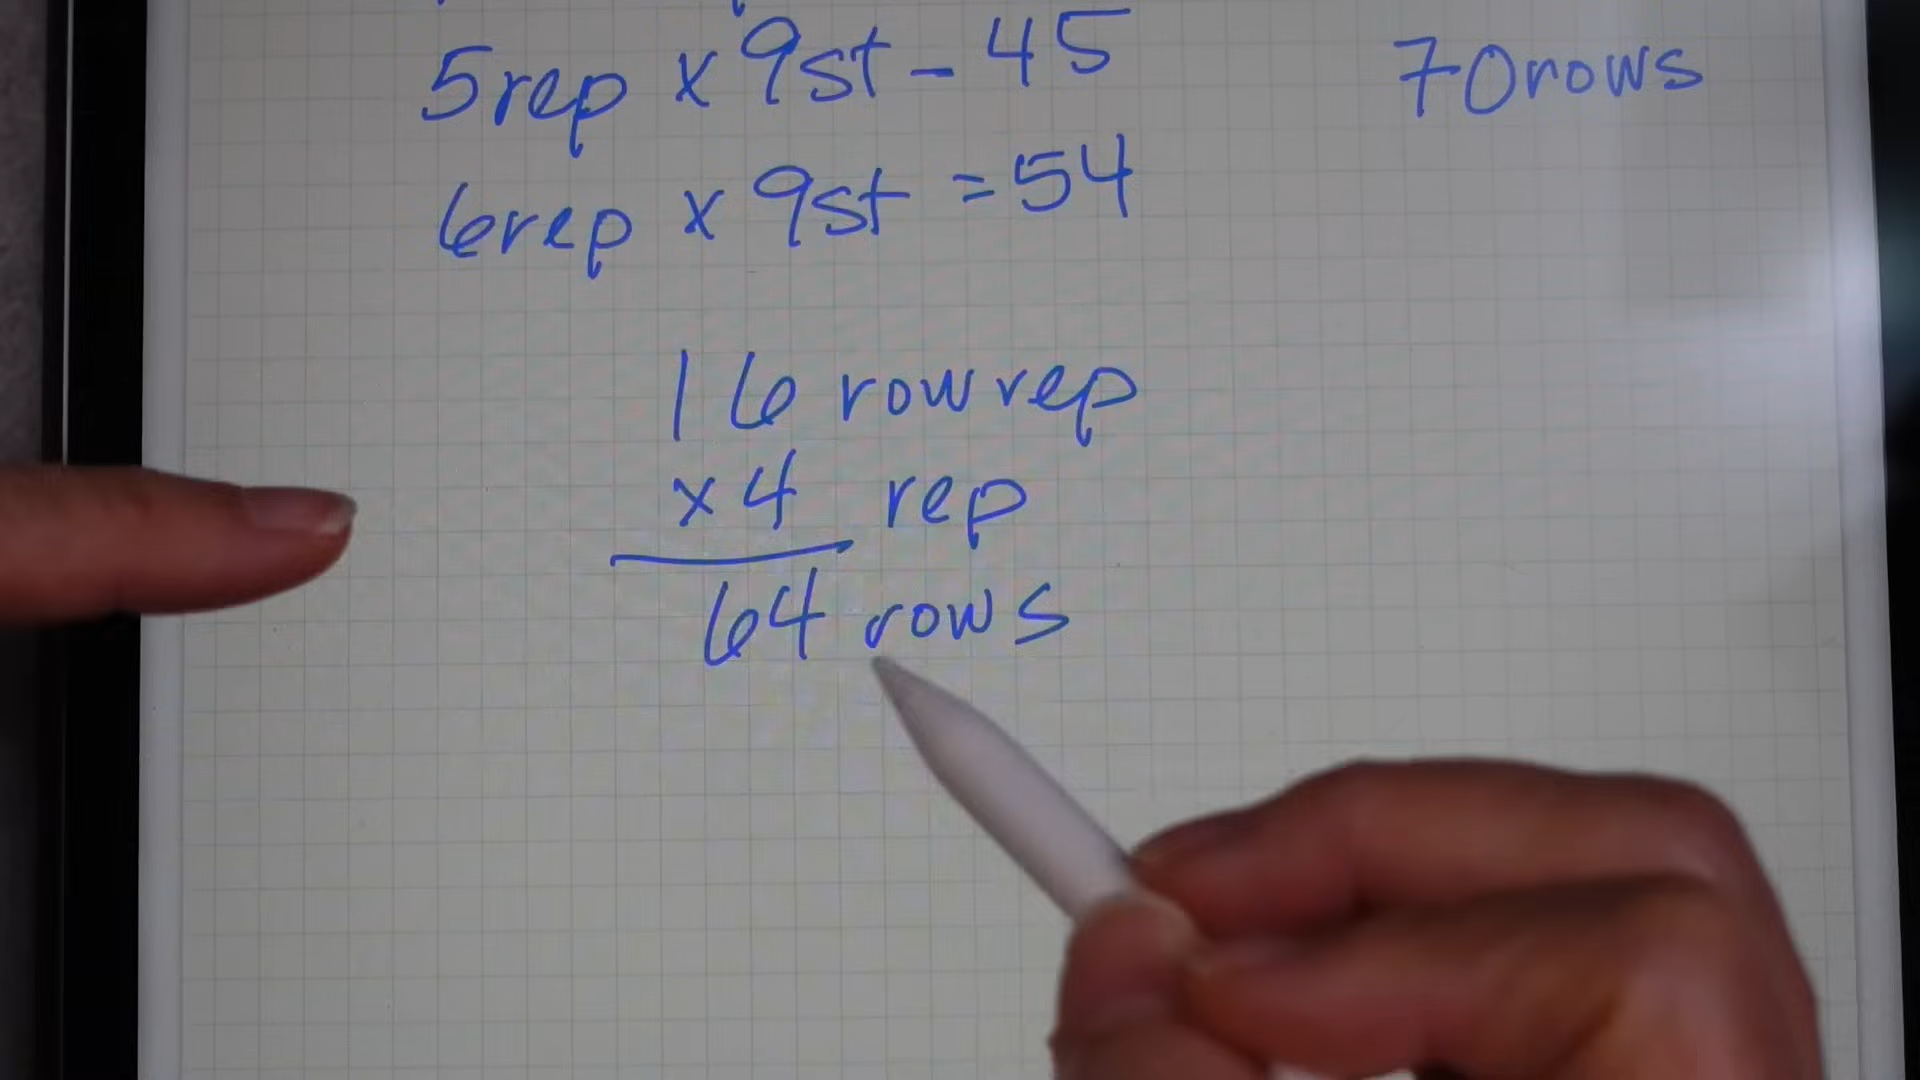 5rep x 9st - 45
70rows
6rep x 9st = 54
16 row rep
x4 rep
64 rows